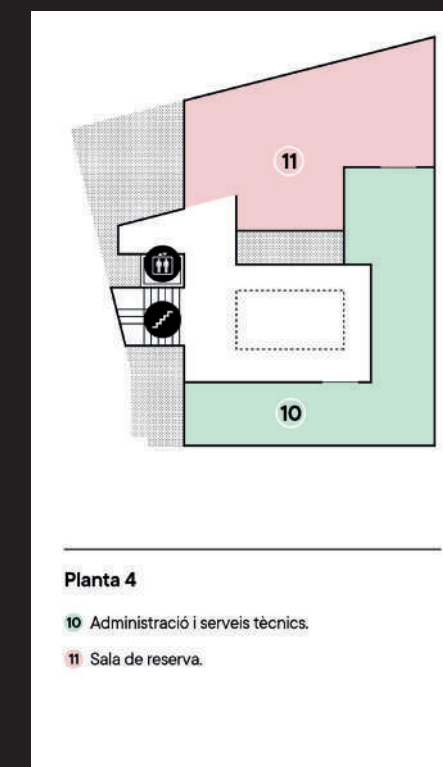 11
10
Planta 4
10 Administració i serveis tècnics.
11 Sala de reserva.